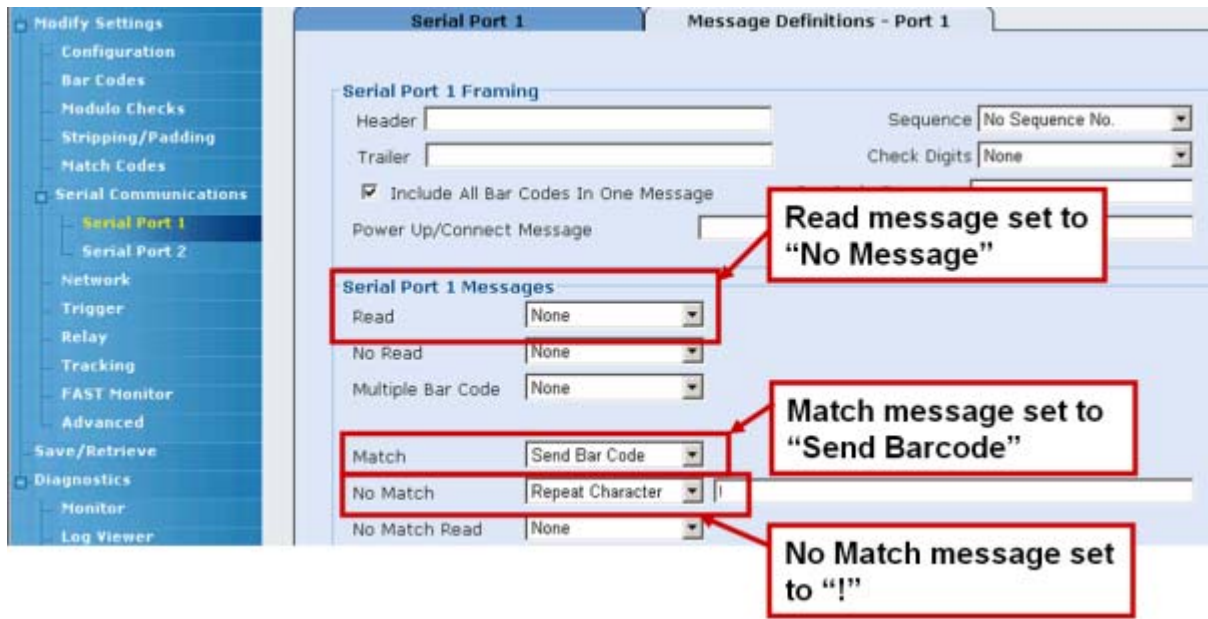 Modify Settings
Configuration
Bar Codes
Modulo Checks
Stripping/Padding
Match Codes
Serial Communications
Serial Port 1
Serial Port 2
Network
Trigger
Relay
Tracking
FAST Monitor
Advanced
Save/Retrieve
Diagnostics
Monitor
Log Viewer
Serial Port 1
Message Definitions - Port 1
Serial Port 1 Framing
Header
Sequence No Sequence No.
Trailer
Check Digits None
Include All Bar Codes In One Message
Power Up/Connect Message
Read message set to
“No Message”
Serial Port 1 Messages
Read None
No Read None
Multiple Bar Code None
Match message set to
“Send Barcode”
Match Send Bar Code
No Match Repeat Character !
No Match Read None
No Match message set
to “!”